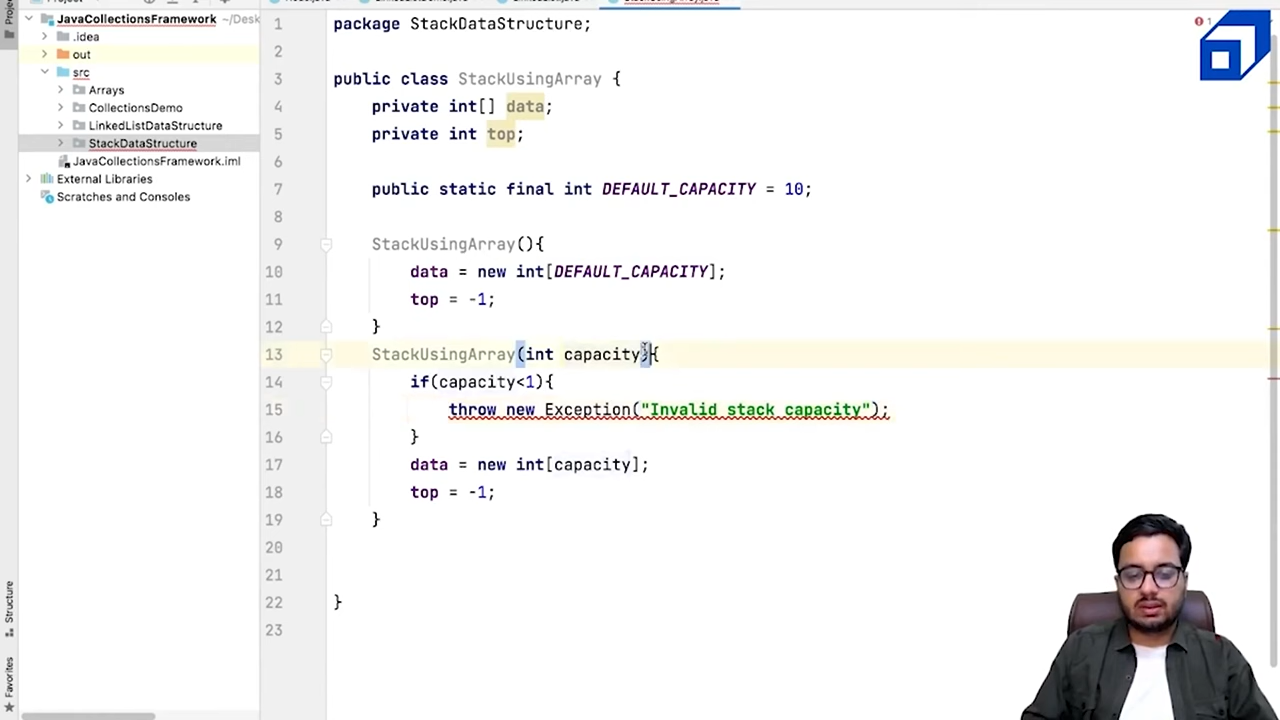 JavaCollectionsFramework ~/Desk
.idea
out
src
Arrays
CollectionsDemo
LinkedListDataStructure
StackDataStructure
JavaCollectionsFramework.iml
External Libraries
Scratches and Consoles
Structure
Favorites
1 package StackDataStructure;
2
3 public class StackUsingArray {
4 private int[] data;
5 private int top;
6
7 public static final int DEFAULT_CAPACITY = 10;
8
9 StackUsingArray(){
10 data = new int[DEFAULT_CAPACITY];
11 top = -1;
12 }
13 StackUsingArray(int capacity){
14 if(capacity<1){
15 throw new Exception("Invalid stack capacity");
16 }
17 data = new int[capacity];
18 top = -1;
19 }
20
21
22 }
23
1